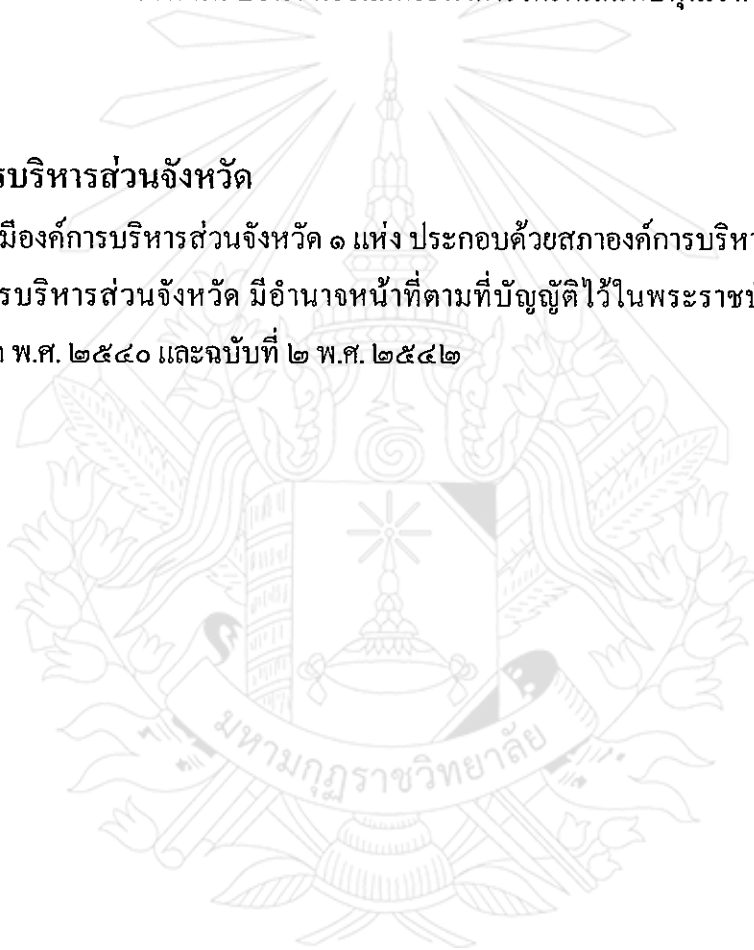 รบริหารส่วนจังหวัด
มีองค์การบริหารส่วนจังหวัด ๑ แห่ง ประกอบด้วยสภาองค์การบริหา
รบริหารส่วนจังหวัด มีอำนาจหน้าที่ตามที่บัญญัติไว้ในพระราชบั
พ.ศ. ๒๕๔๐ และฉบับที่ ๒ พ.ศ. ๒๕๔๒
มหามกุฏราชวิทยาลัย